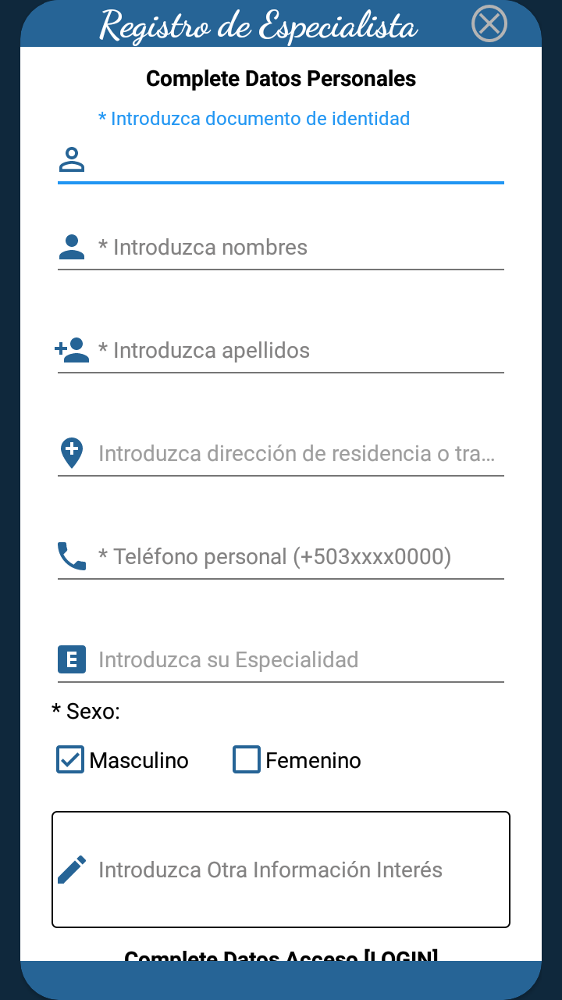 Registro de Especialista
Complete Datos Personales
* Introduzca documento de identidad
* Introduzca nombres
* Introduzca apellidos
Introduzca dirección de residencia o tra...
* Teléfono personal (+503xxxx0000)
E Introduzca su Especialidad
* Sexo:
Masculino Femenino
Introduzca Otra Información Interés
Complete Datos Acceso [LOGIN]